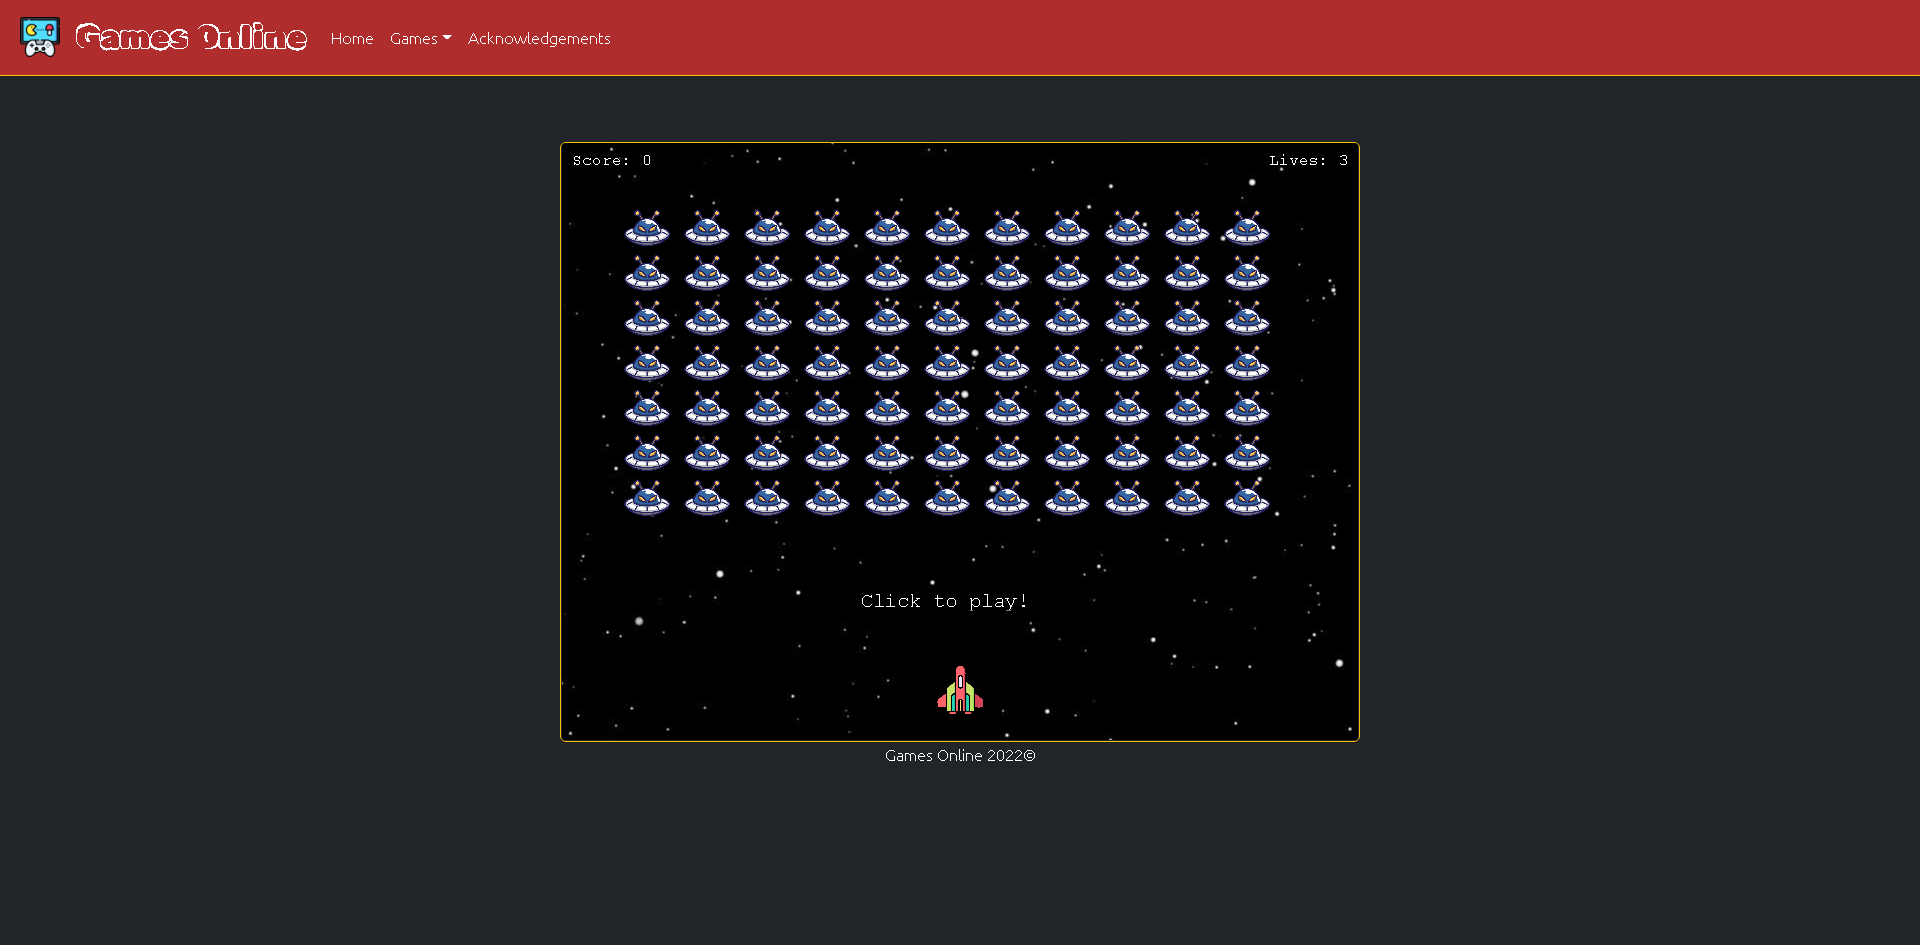 Games Online
Home
Games
Acknowledgements
Score: 0
Lives: 3
Click to play!
Games Online 2022©